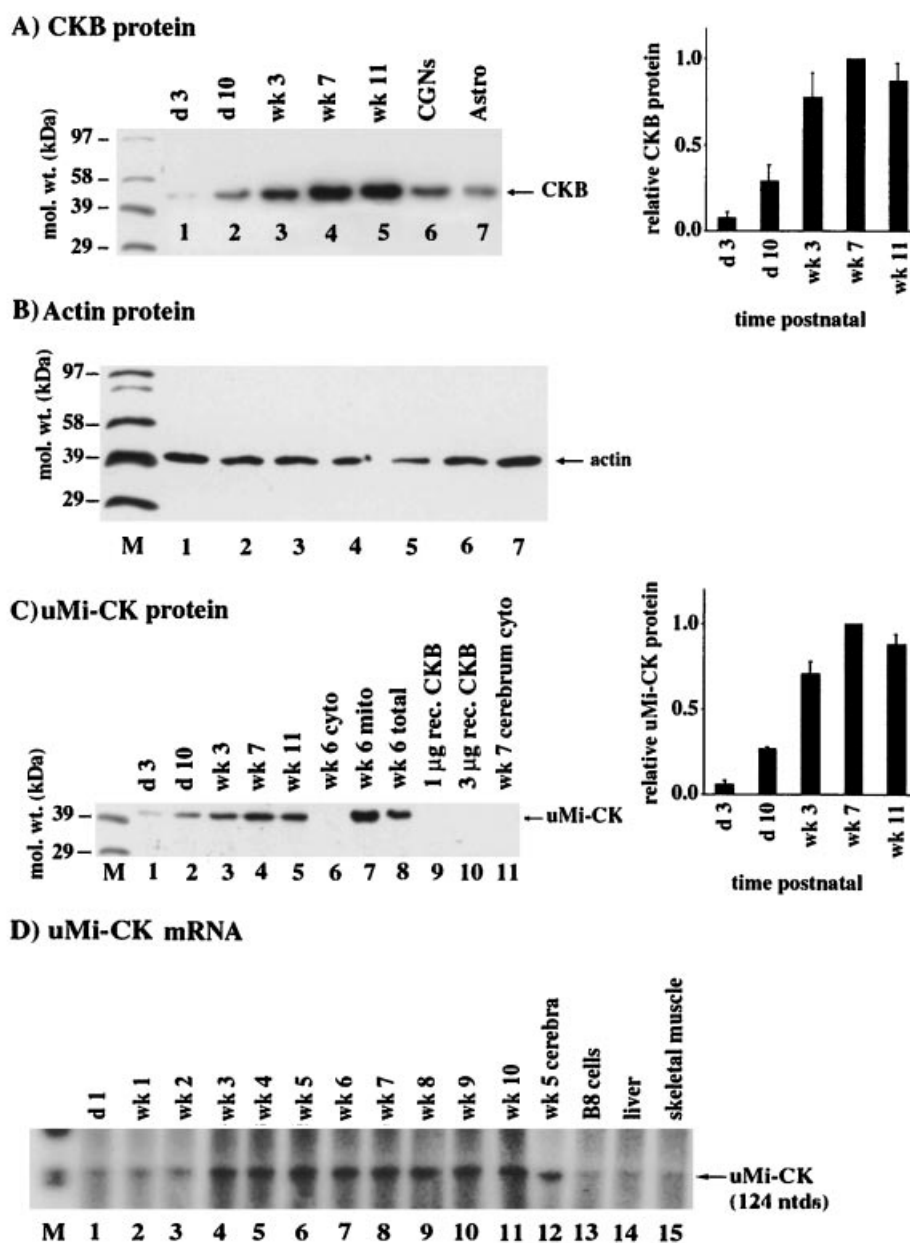 A) CKB protein
d 3 d 10 wk 3 wk 7 wk 11 CGNs Astro
mol. wt. (kDa)
97 –
58 –
39 –
29 –
← CKB
1 2 3 4 5 6 7
relative CKB protein
1.0
0.5
0.0
d 3 d 10 wk 3 wk 7 wk 11
time postnatal
B) Actin protein
mol. wt. (kDa)
97 –
58 –
39 –
29 –
← actin
M 1 2 3 4 5 6 7
C) uMi-CK protein
d 3 d 10 wk 3 wk 7 wk 11 wk 6 cyto wk 6 mito wk 6 total 1 μg rec. CKB 3 μg rec. CKB wk 7 cerebrum cyto
mol. wt. (kDa)
39 –
29 –
← uMi-CK
M 1 2 3 4 5 6 7 8 9 10 11
relative uMi-CK protein
1.0
0.5
0.0
d 3 d 10 wk 3 wk 7 wk 11
time postnatal
D) uMi-CK mRNA
d 1 wk 1 wk 2 wk 3 wk 4 wk 5 wk 6 wk 7 wk 8 wk 9 wk 10 wk 5 cerebra B8 cells liver skeletal muscle
← uMi-CK
(124 ntds)
M 1 2 3 4 5 6 7 8 9 10 11 12 13 14 15